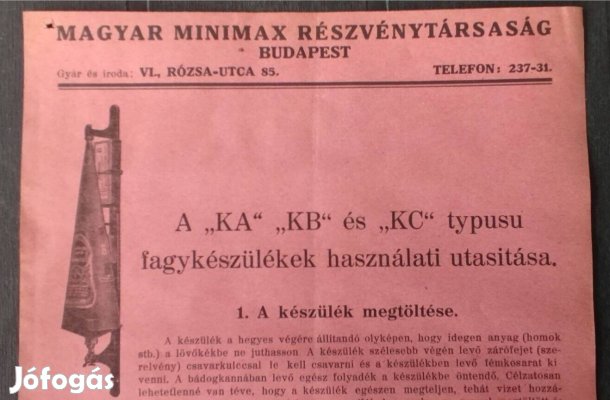 MAGYAR MINIMAX RÉSZVÉNYTÁRSASÁG
BUDAPEST
Gyár és iroda: VI., RÓZSA-UTCA 85.
TELEFON: 237-31.
A „KA“ „KB“ és „KC“ typusu
fagykészülékek használati utasitása.
1. A készülék megtöltése.
A készülék a hegyes végére állitandó olyképen, hogy idegen anyag (homok
stb.) a lövőkékbe ne juthasson. A készülék szélesebb végén levő zárófejet (sze-
relvény) csavarkulccsal le kell csavarni és a készülékben levő fémkosarat ki
venni. A bádogkannában levő egész folyadék a készülékbe öntendő. Célzatosan
lehetetlenné van téve, hogy a készülék egészen megteljen, tehát vizet hozzá-
Jófogás